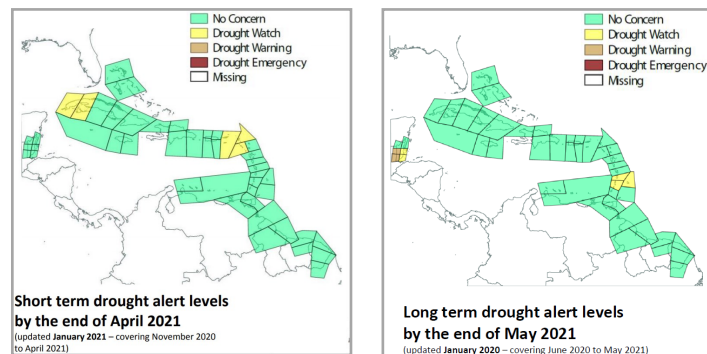 No Concern
Drought Watch
Drought Warning
Drought Emergency
Missing
Short term drought alert levels
by the end of April 2021
(updated January 2021 – covering November 2020
to April 2021)
No Concern
Drought Watch
Drought Warning
Drought Emergency
Missing
Long term drought alert levels
by the end of May 2021
(updated January 2020 – covering June 2020 to May 2021)